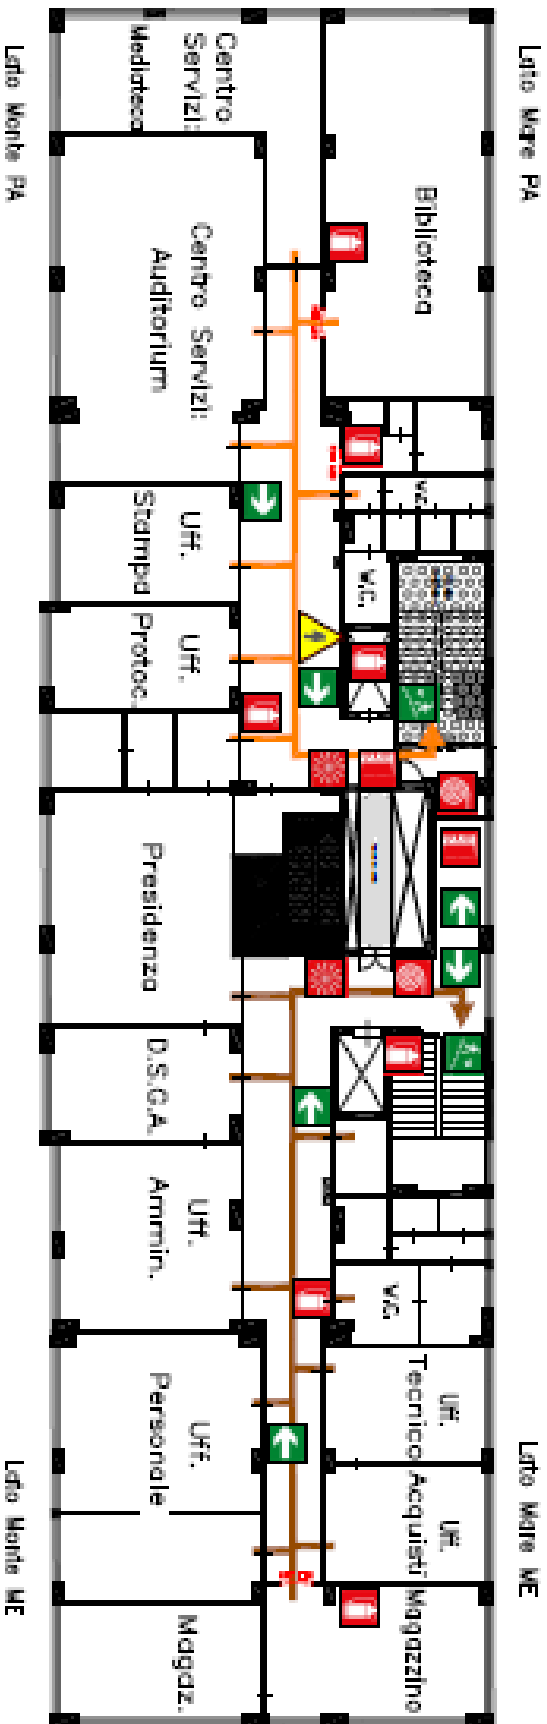 Lato Mare PA
Lato Monte PA
Centro
Servizi:
Mediateca
Biblioteca
Centro Servizi:
Auditorium
W.C.
Uff.
Stampa
W.C.
Uff.
Protoc.
Presidenza
D.S.G.A.
Uff.
Ammin.
W.C.
Uff.
Tecnico
Uff.
Personale
Uff.
Acquisti
Magazzino
Magaz.
Lato Mare ME
Lato Monte ME